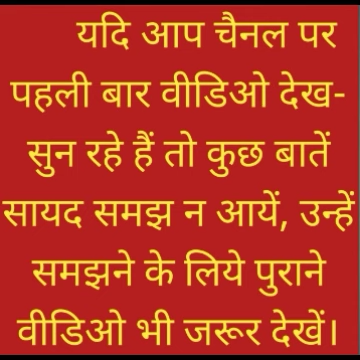 यदि आप चैनल पर
पहली बार वीडिओ देख-
सुन रहे हैं तो कुछ बातें
सायद समझ न आयें, उन्हें
समझने के लिये पुराने
वीडिओ भी जरूर देखें।